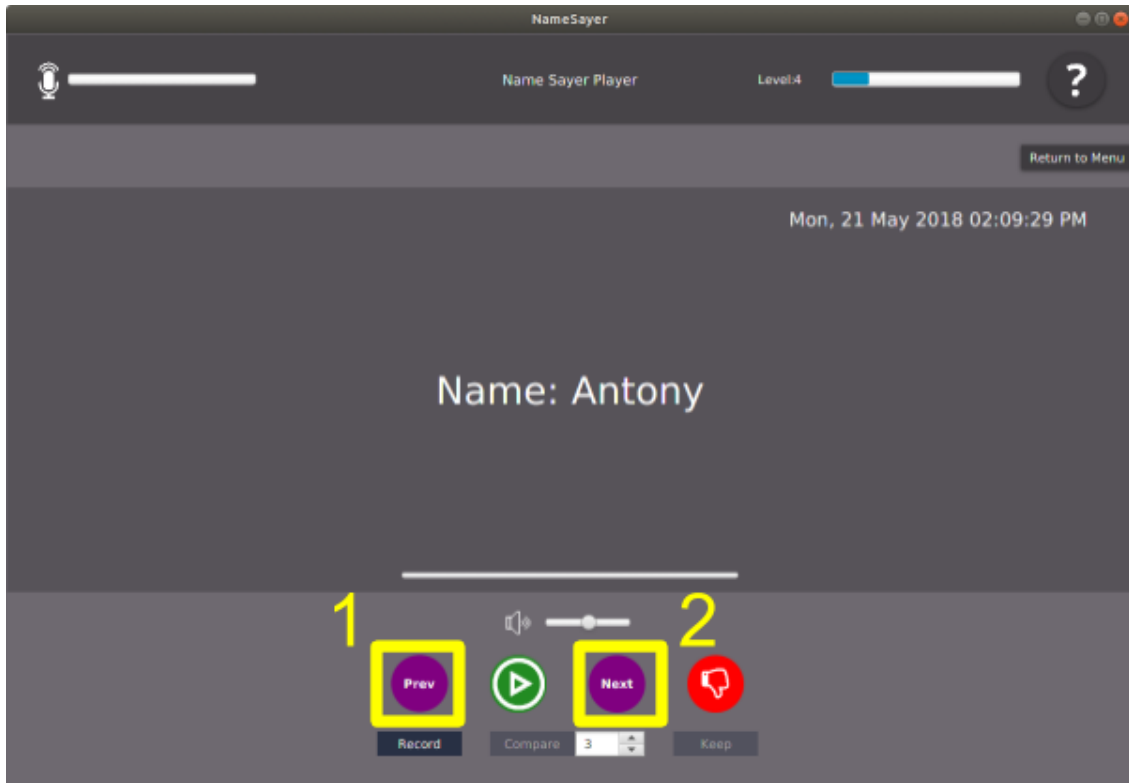 NameSayer
Name Sayer Player
Level:4
?
Return to Menu
Mon, 21 May 2018 02:09:29 PM
Name: Antony
1
2
Prev
Next
Record
Compare
3
Keep